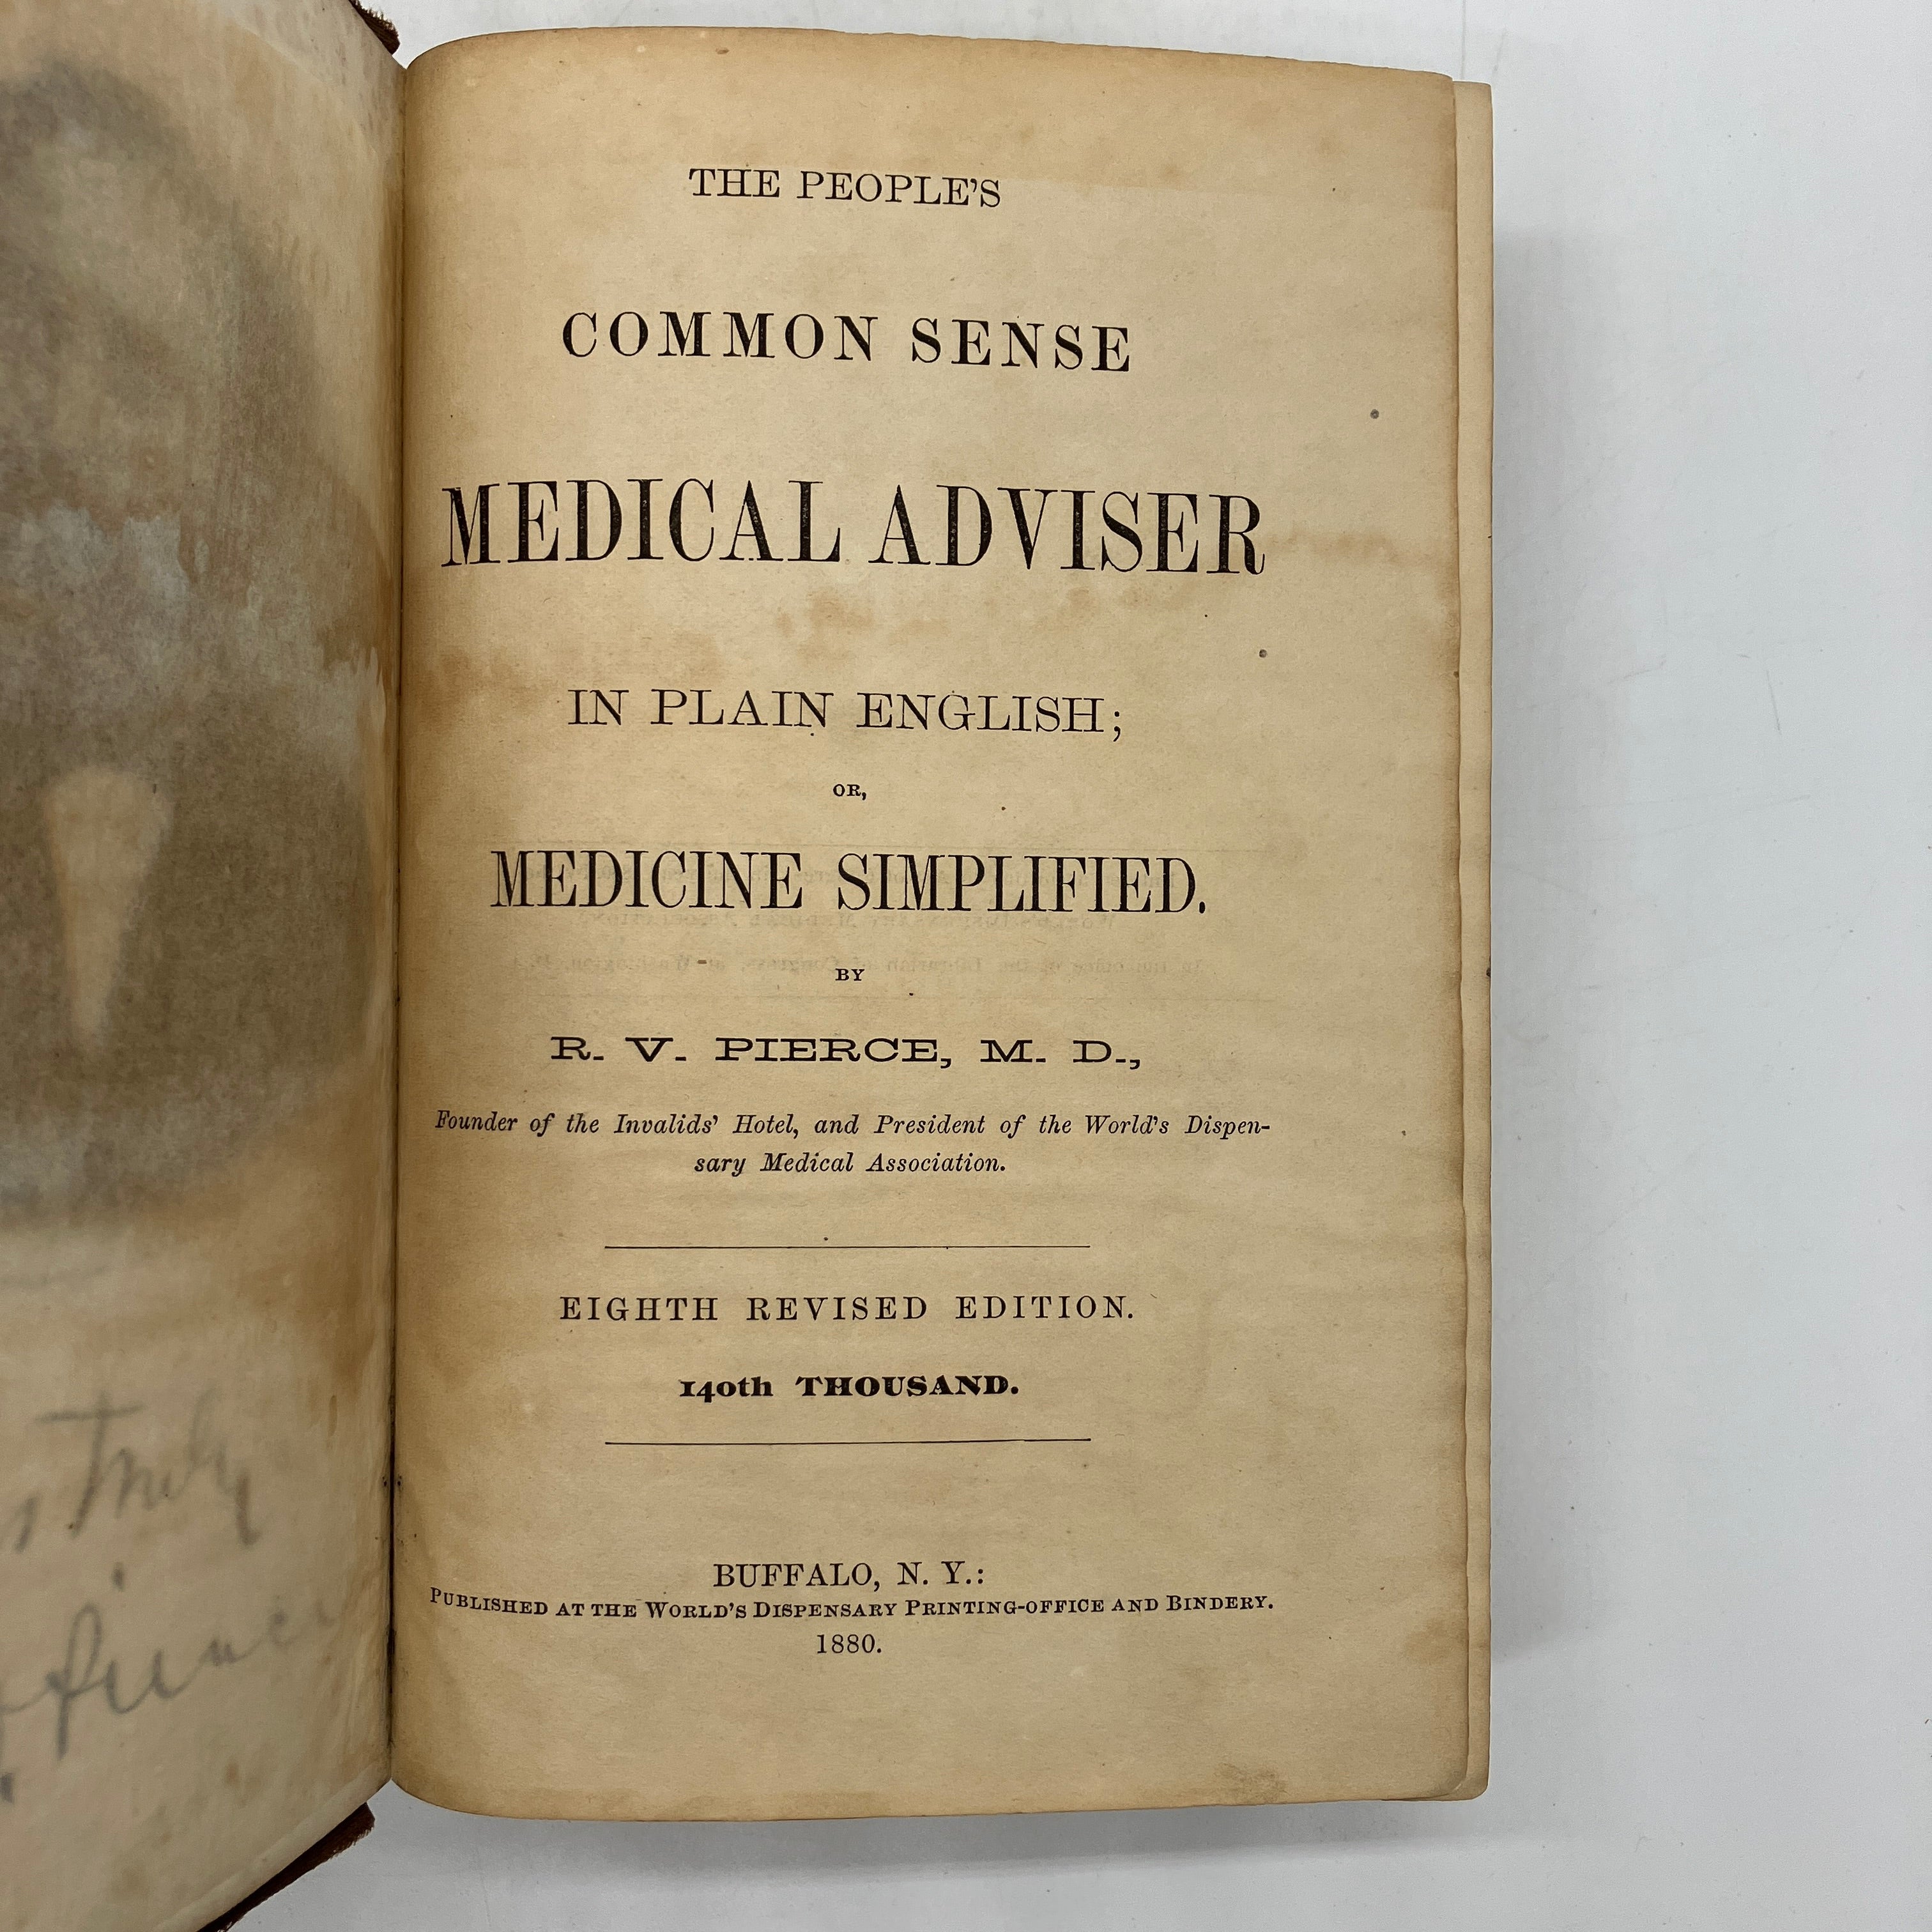 THE PEOPLE'S
COMMON SENSE
MEDICAL ADVISER
IN PLAIN ENGLISH;
OR,
MEDICINE SIMPLIFIED.
BY
R. V. PIERCE, M. D.,
Founder of the Invalids' Hotel, and President of the World's Dispen-
sary Medical Association.
EIGHTH REVISED EDITION.
140th THOUSAND.
BUFFALO, N. Y.:
PUBLISHED AT THE WORLD'S DISPENSARY PRINTING-OFFICE AND BINDERY.
1880.
Truly